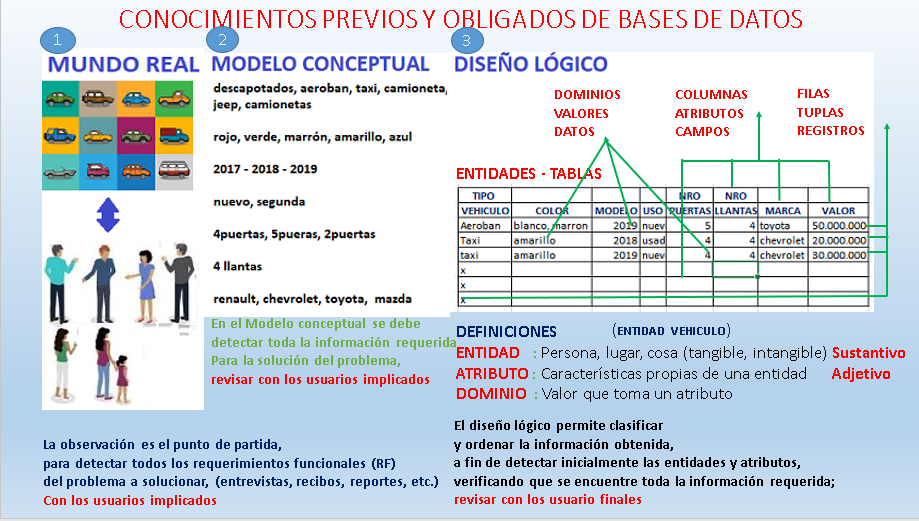 CONOCIMIENTOS PREVIOS Y OBLIGADOS DE BASES DE DATOS
1
MUNDO REAL
La observación es el punto de partida,
para detectar todos los requerimientos funcionales (RF)
del problema a solucionar, (entrevistas, recibos, reportes, etc.)
Con los usuarios implicados
2
MODELO CONCEPTUAL
descapotados, aeroban, taxi, camioneta,
jeep, camionetas
rojo, verde, marrón, amarillo, azul
2017 - 2018 - 2019
nuevo, segunda
4puertas, 5pueras, 2puertas
4 llantas
renault, chevrolet, toyota, mazda
En el Modelo conceptual se debe
detectar toda la información requerida
Para la solución del problema,
revisar con los usuarios implicados
3
DISEÑO LÓGICO
DOMINIOS
VALORES
DATOS
COLUMNAS
ATRIBUTOS
CAMPOS
FILAS
TUPLAS
REGISTROS
ENTIDADES - TABLAS
TIPO VEHICULO COLOR MODELO USO NRO PUERTAS NRO LLANTAS MARCA VALOR
Aeroban blanco, marron 2019 nuev 5 4 toyota 50.000.000
Taxi amarillo 2018 usad 4 4 chevrolet 20.000.000
taxi amarillo 2019 nuev 4 4 chevrolet 30.000.000
x
x
x
DEFINICIONES (ENTIDAD VEHICULO)
ENTIDAD : Persona, lugar, cosa (tangible, intangible) Sustantivo
ATRIBUTO : Características propias de una entidad Adjetivo
DOMINIO : Valor que toma un atributo
El diseño lógico permite clasificar
y ordenar la información obtenida,
a fin de detectar inicialmente las entidades y atributos,
verificando que se encuentre toda la información requerida;
revisar con los usuario finales